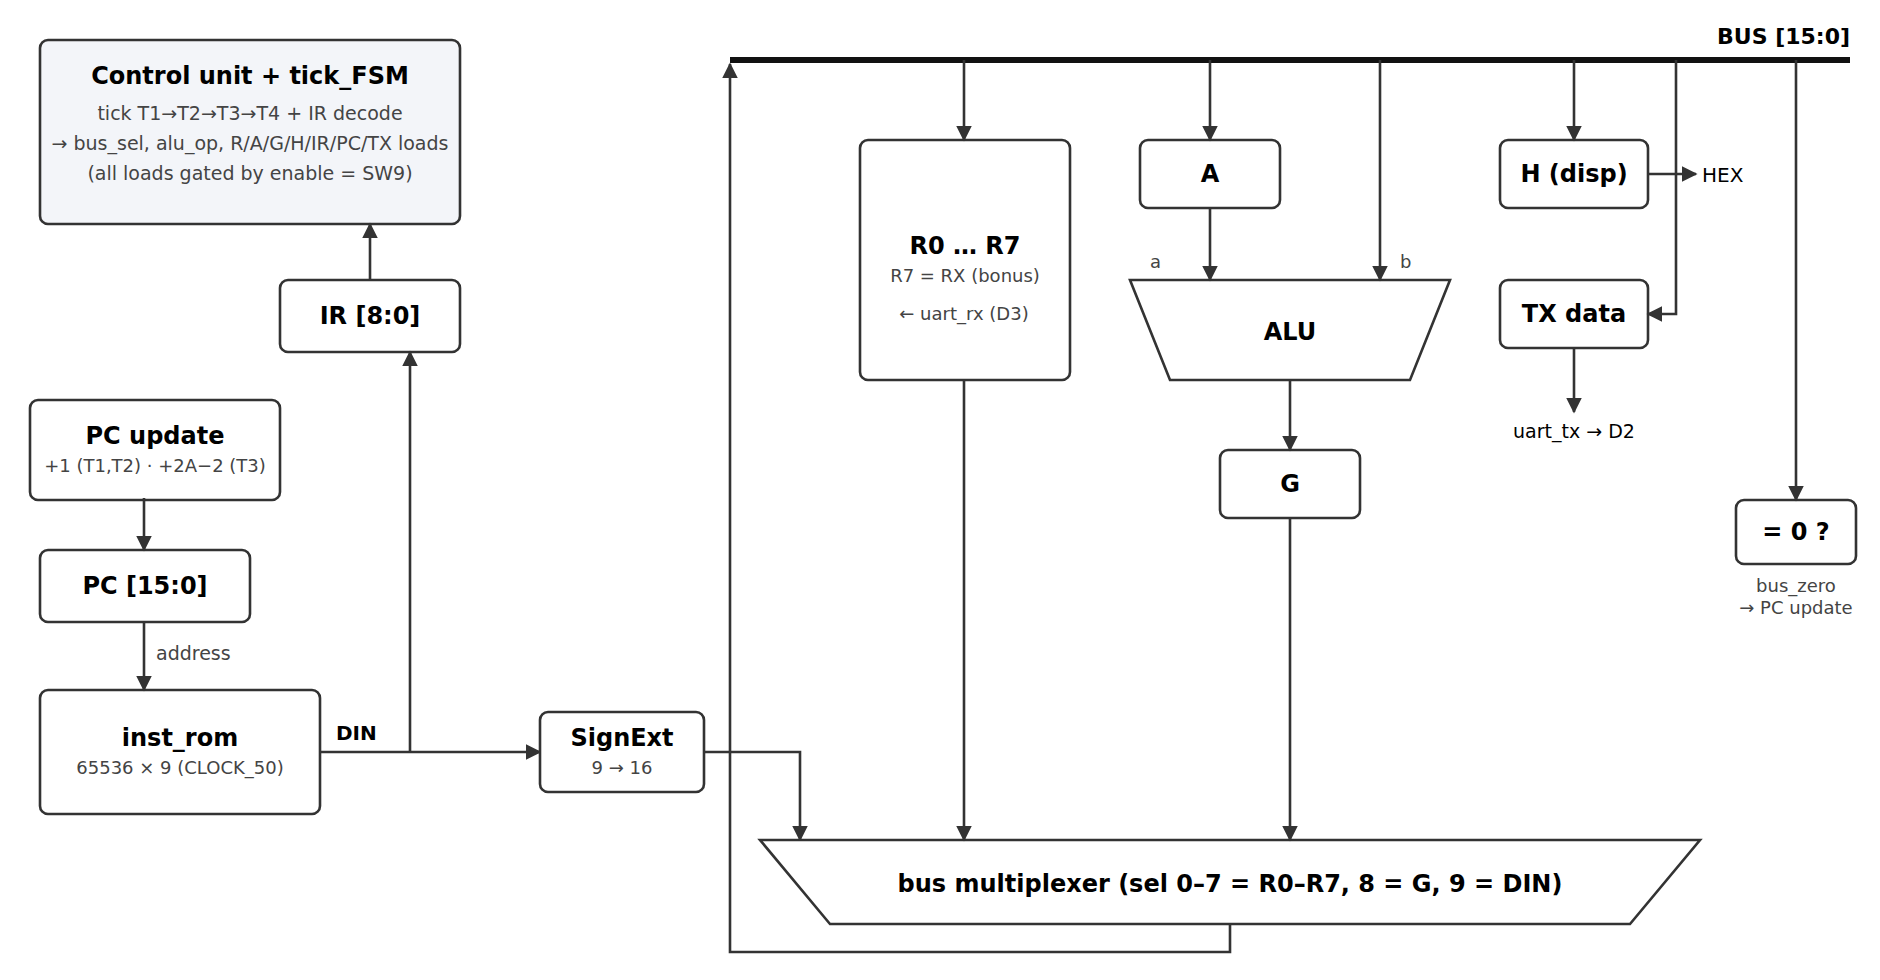 BUS [15:0]
Control unit + tick_FSM
tick T1→T2→T3→T4 + IR decode
→ bus_sel, alu_op, R/A/G/H/IR/PC/TX loads
(all loads gated by enable = SW9)
IR [8:0]
PC update
+1 (T1,T2) · +2A−2 (T3)
PC [15:0]
address
inst_rom
65536 × 9 (CLOCK_50)
DIN
SignExt
9 → 16
R0 … R7
R7 = RX (bonus)
← uart_rx (D3)
A
a
b
ALU
G
H (disp)
HEX
TX data
uart_tx → D2
= 0 ?
bus_zero
→ PC update
bus multiplexer (sel 0–7 = R0–R7, 8 = G, 9 = DIN)